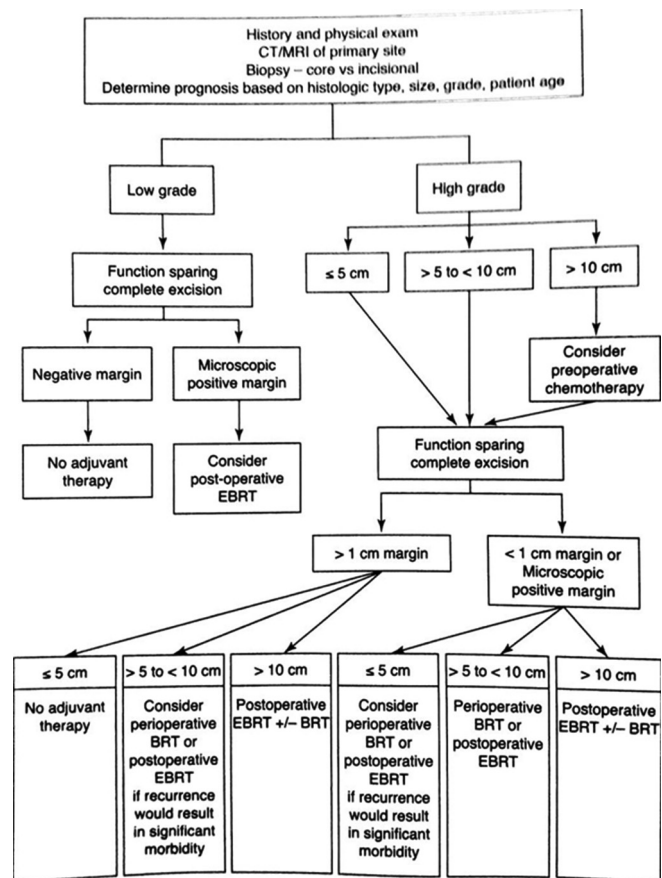 History and physical exam
CT/MRI of primary site
Biopsy – core vs incisional
Determine prognosis based on histologic type, size, grade, patient age
Low grade
High grade
≤ 5 cm
> 5 to < 10 cm
> 10 cm
Function sparing
complete excision
Consider
preoperative
chemotherapy
Negative margin
Microscopic
positive margin
No adjuvant
therapy
Consider
post-operative
EBRT
Function sparing
complete excision
> 1 cm margin
< 1 cm margin or
Microscopic
positive margin
≤ 5 cm
No adjuvant
therapy
> 5 to < 10 cm
Consider
perioperative
BRT or
postoperative
EBRT
if recurrence
would result
in significant
morbidity
> 10 cm
Postoperative
EBRT +/– BRT
≤ 5 cm
Consider
perioperative
BRT or
postoperative
EBRT
if recurrence
would result
in significant
morbidity
> 5 to < 10 cm
Perioperative
BRT or
postoperative
EBRT
> 10 cm
Postoperative
EBRT +/– BRT